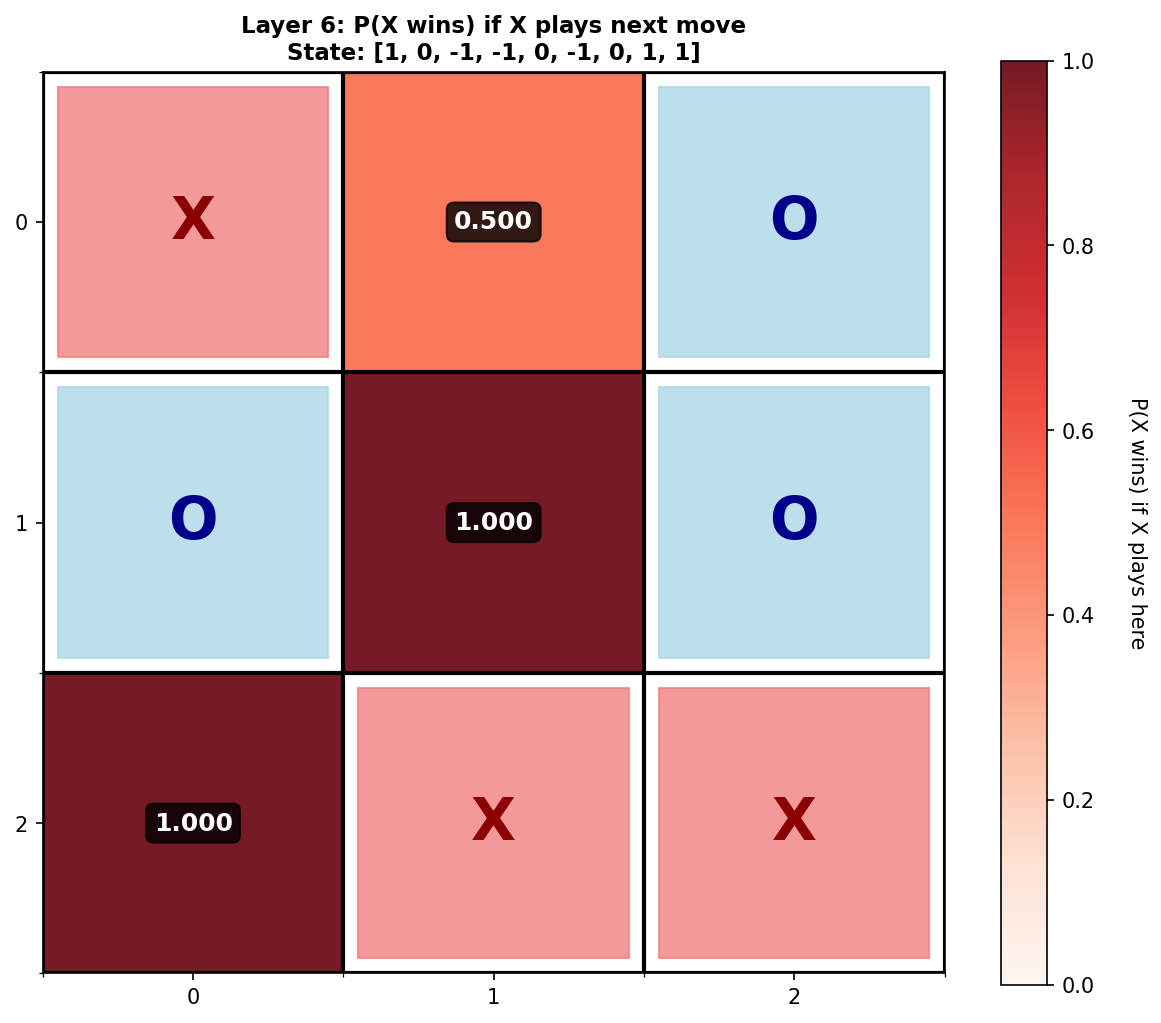 Layer 6: P(X wins) if X plays next move
State: [1, 0, -1, -1, 0, -1, 0, 1, 1]
0
X
0.500
O
1
O
1.000
O
2
1.000
X
X
0
1
2
1.0
0.8
0.6
0.4
0.2
0.0
P(X wins) if X plays here